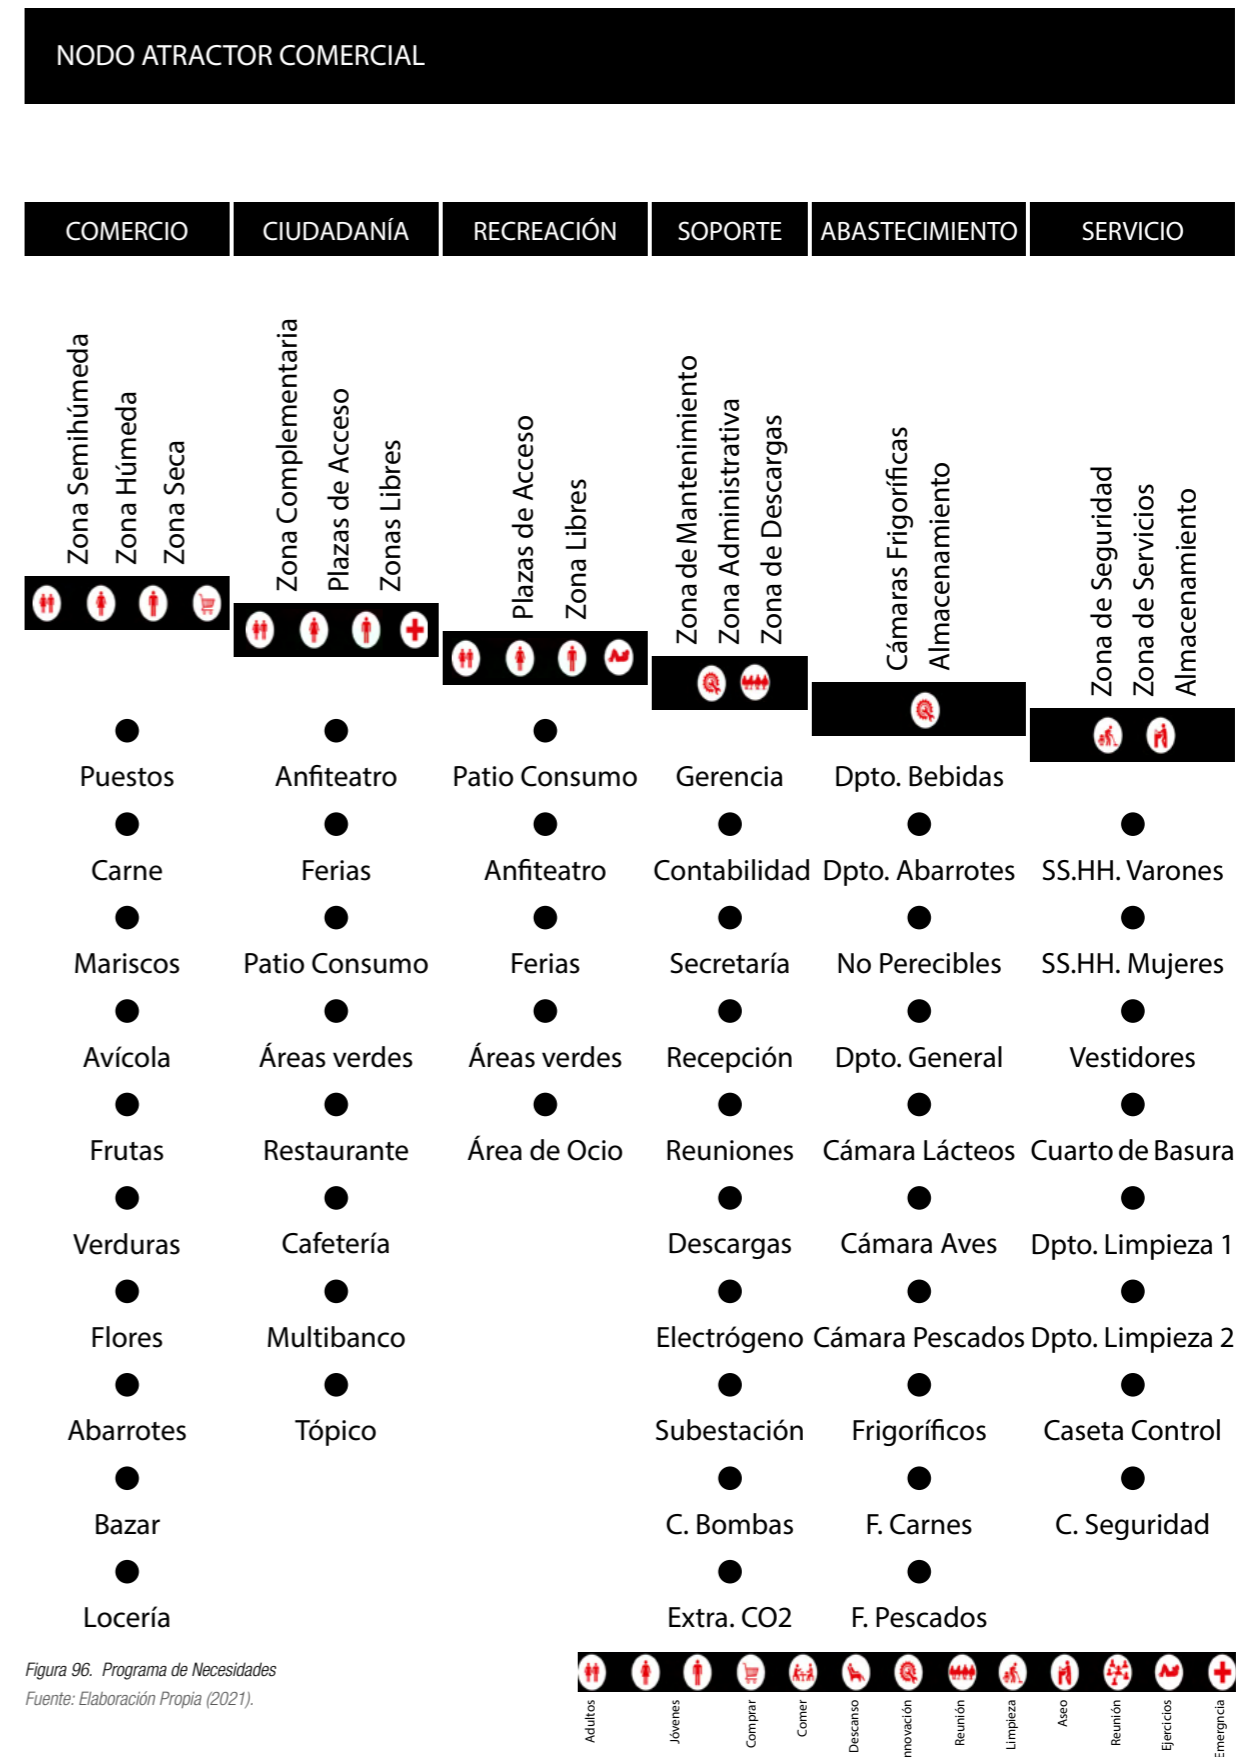 NODO ATRACTOR COMERCIAL
COMERCIO
CIUDADANÍA
RECREACIÓN
SOPORTE
ABASTECIMIENTO
SERVICIO
Zona Semihúmeda
Zona Húmeda
Zona Seca
Zona Complementaria
Plazas de Acceso
Zonas Libres
Plazas de Acceso
Zona Libres
Zona de Mantenimiento
Zona Administrativa
Zona de Descargas
Cámaras Frigoríficas
Almacenamiento
Zona de Seguridad
Zona de Servicios
Almacenamiento
Puestos
Carne
Mariscos
Avícola
Frutas
Verduras
Flores
Abarrotes
Bazar
Locería
Anfiteatro
Ferias
Patio Consumo
Áreas verdes
Restaurante
Cafetería
Multibanco
Tópico
Patio Consumo
Anfiteatro
Ferias
Áreas verdes
Área de Ocio
Gerencia
Contabilidad
Secretaría
Recepción
Reuniones
Descargas
Electrógeno
Subestación
C. Bombas
Extra. CO2
Dpto. Bebidas
Dpto. Abarrotes
No Perecibles
Dpto. General
Cámara Lácteos
Cámara Aves
Cámara Pescados
Frigoríficos
F. Carnes
F. Pescados
SS.HH. Varones
SS.HH. Mujeres
Vestidores
Cuarto de Basura
Dpto. Limpieza 1
Dpto. Limpieza 2
Caseta Control
C. Seguridad
Figura 96. Programa de Necesidades
Fuente: Elaboración Propia (2021).
Adultos
Jóvenes
Comprar
Comer
Descanso
Innovación
Reunión
Limpieza
Aseo
Reunión
Ejercicios
Emergncia